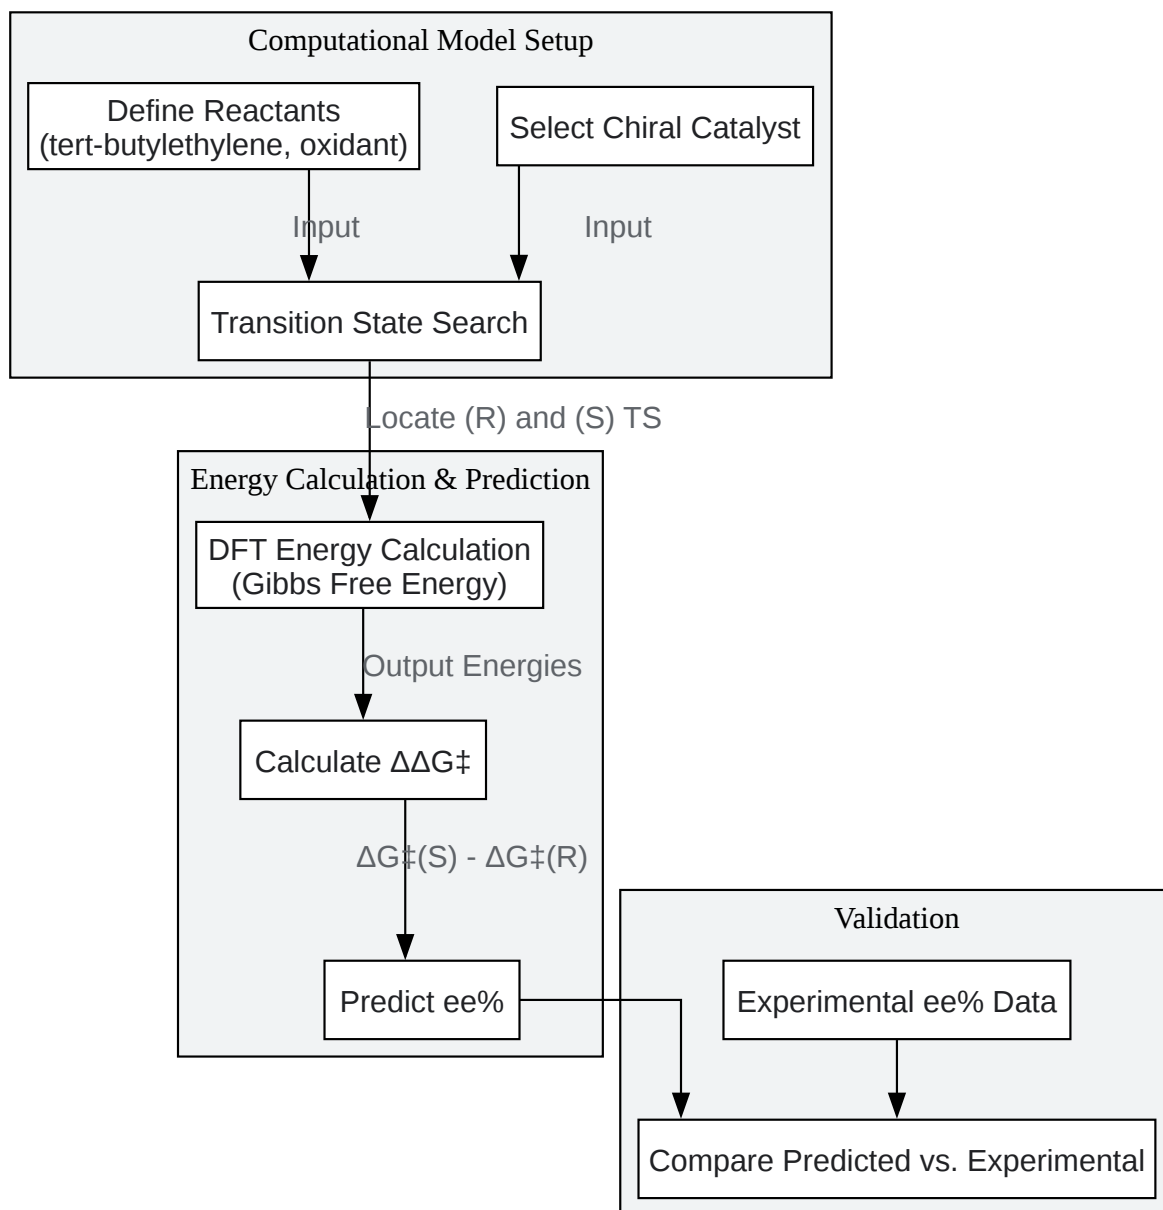 Computational Model Setup
Define Reactants
(tert-butylethylene, oxidant)
Select Chiral Catalyst
Input
Input
Transition State Search
Locate (R) and (S) TS
Energy Calculation & Prediction
DFT Energy Calculation
(Gibbs Free Energy)
Output Energies
Calculate ΔΔG‡
ΔG‡(S) - ΔG‡(R)
Predict ee%
Validation
Experimental ee% Data
Compare Predicted vs. Experimental